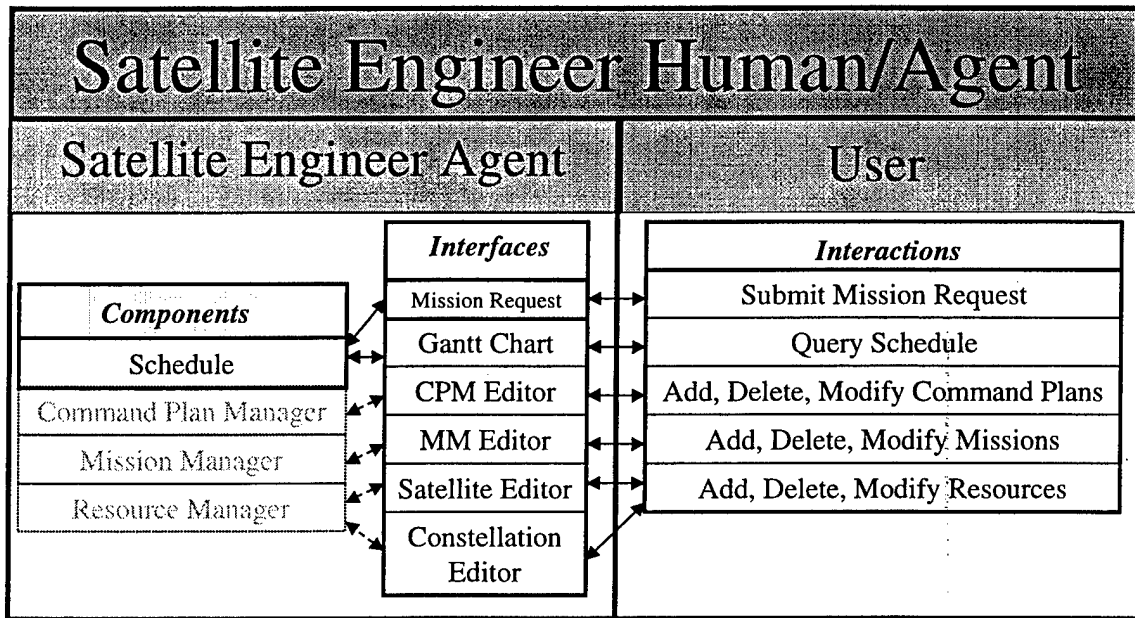 Satellite Engineer Human/Agent
Satellite Engineer Agent
User
Components
Schedule
Command Plan Manager
Mission Manager
Resource Manager
Interfaces
Mission Request
Gantt Chart
CPM Editor
MM Editor
Satellite Editor
Constellation
Editor
Interactions
Submit Mission Request
Query Schedule
Add, Delete, Modify Command Plans
Add, Delete, Modify Missions
Add, Delete, Modify Resources